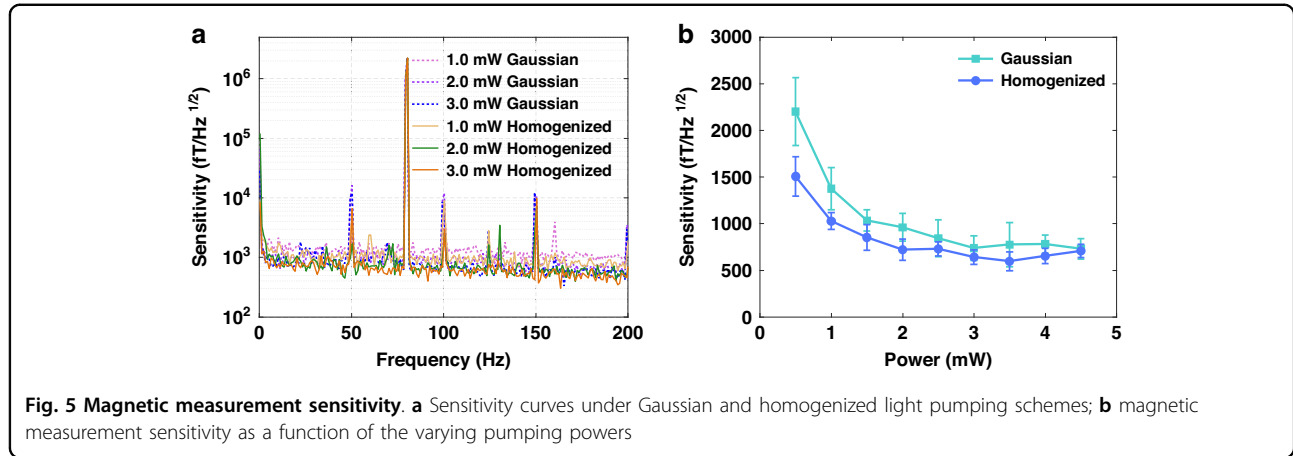 a
Sensitivity (fT/Hz 1/2)
10^6
10^5
10^4
10^3
10^2
0
50
100
150
200
Frequency (Hz)
1.0 mW Gaussian
2.0 mW Gaussian
3.0 mW Gaussian
1.0 mW Homogenized
2.0 mW Homogenized
3.0 mW Homogenized
b
Sensitivity (fT/Hz 1/2)
3000
2500
2000
1500
1000
500
0
0
1
2
3
4
5
Power (mW)
Gaussian
Homogenized
Fig. 5 Magnetic measurement sensitivity. a Sensitivity curves under Gaussian and homogenized light pumping schemes; b magnetic
measurement sensitivity as a function of the varying pumping powers